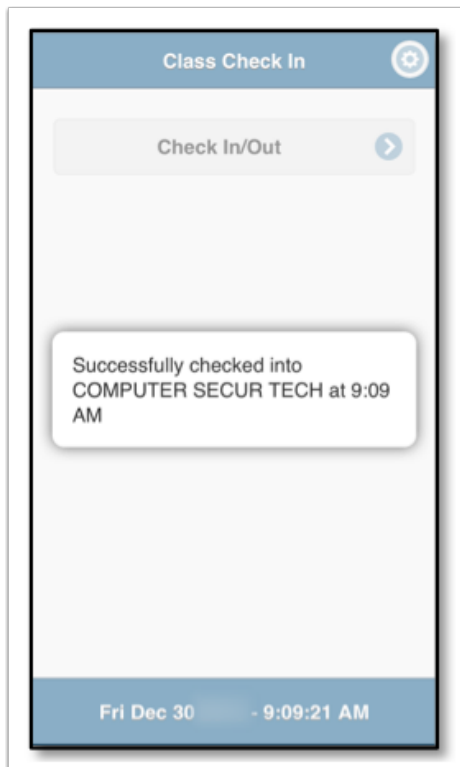 Class Check In
Check In/Out
Successfully checked into
COMPUTER SECUR TECH at 9:09
AM
Fri Dec 30 - 9:09:21 AM